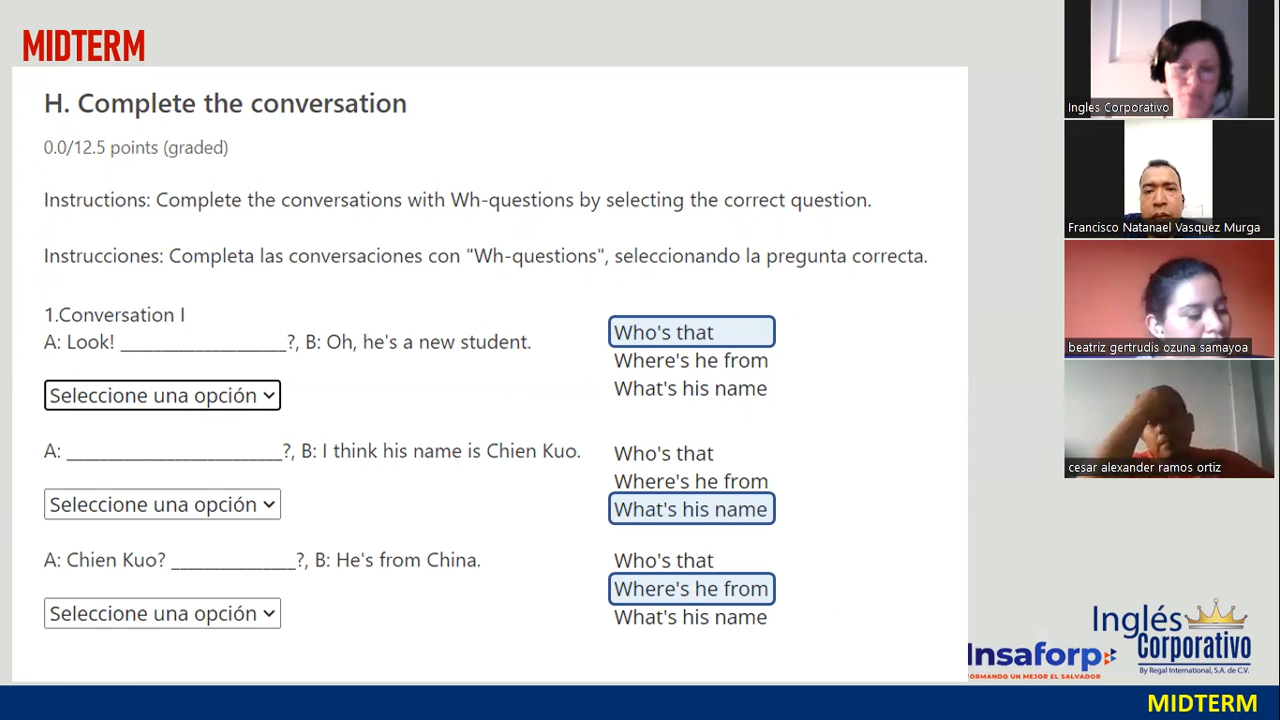 MIDTERM
H. Complete the conversation
0.0/12.5 points (graded)
Instructions: Complete the conversations with Wh-questions by selecting the correct question.
Instrucciones: Completa las conversaciones con "Wh-questions", seleccionando la pregunta correcta.
1.Conversation I
A: Look! ___________________?, B: Oh, he's a new student.
Seleccione una opción
Who's that
Where's he from
What's his name
A: _________________________?, B: I think his name is Chien Kuo.
Seleccione una opción
Who's that
Where's he from
What's his name
A: Chien Kuo? ______________?, B: He's from China.
Seleccione una opción
Who's that
Where's he from
What's his name
Ingles Corporativo
Francisco Natanael Vasquez Murga
beatriz gertrudis ozuna samayoa
cesar alexander ramos ortiz
Insaforp
FORMANDO UN MEJOR EL SALVADOR
Inglés
Corporativo
By Regal International, S.A. de C.V.
MIDTERM